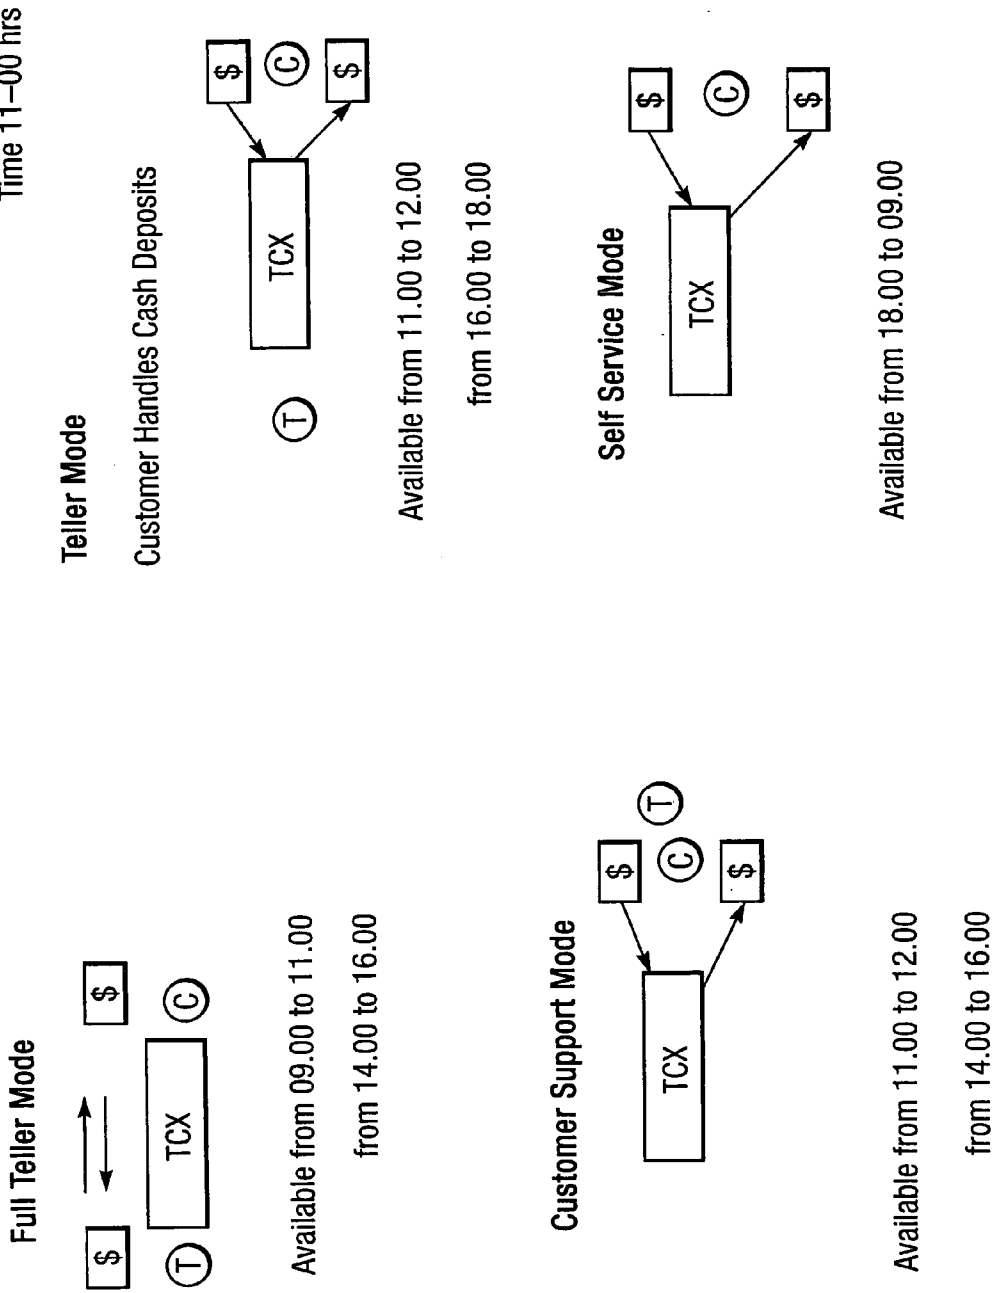 Time 11–00 hrs
Full Teller Mode
$ $
T TCX C
Available from 09.00 to 11.00
from 14.00 to 16.00
Teller Mode
Customer Handles Cash Deposits
$
T TCX C
$
Available from 11.00 to 12.00
from 16.00 to 18.00
Customer Support Mode
$ T
TCX C
$
Available from 11.00 to 12.00
from 14.00 to 16.00
Self Service Mode
$
TCX C
$
Available from 18.00 to 09.00